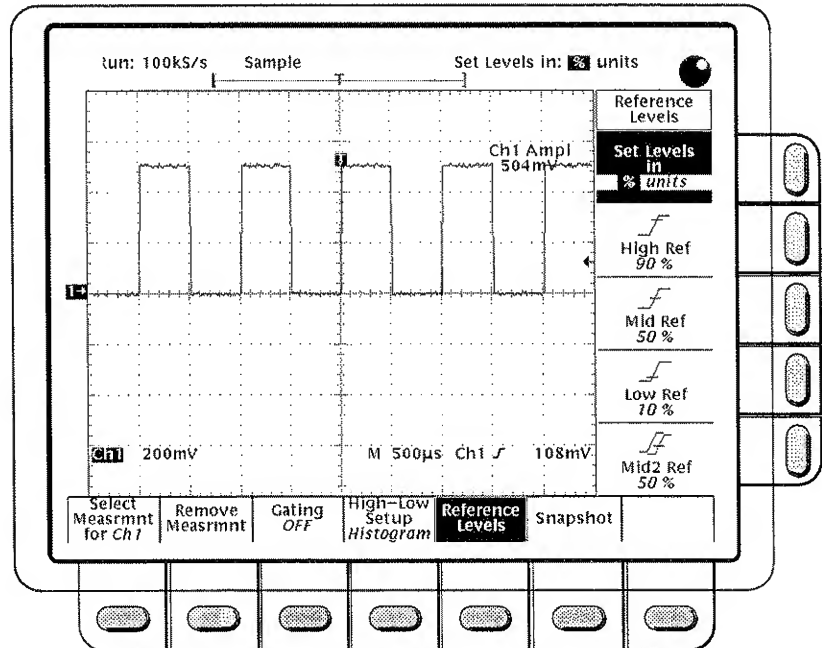 Run: 100kS/s Sample Set Levels in: % units
T
Reference
Levels
Set Levels
in
% units
Ch1 Ampl
504mV
T
High Ref
90 %
1
Mid Ref
50 %
Low Ref
10 %
Ch1 200mV M 500µs Ch1 108mV
Mid2 Ref
50 %
Select
Measrmnt
for Ch1
Remove
Measrmnt
Gating
OFF
High-Low
Setup
Histogram
Reference
Levels
Snapshot